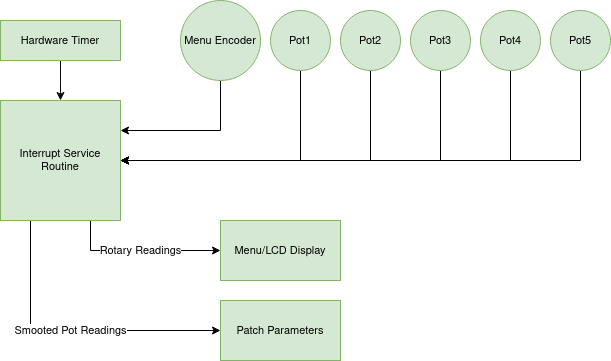 Hardware Timer
Menu Encoder
Pot1
Pot2
Pot3
Pot4
Pot5
Interrupt Service
Routine
Rotary Readings
Menu/LCD Display
Smooted Pot Readings
Patch Parameters